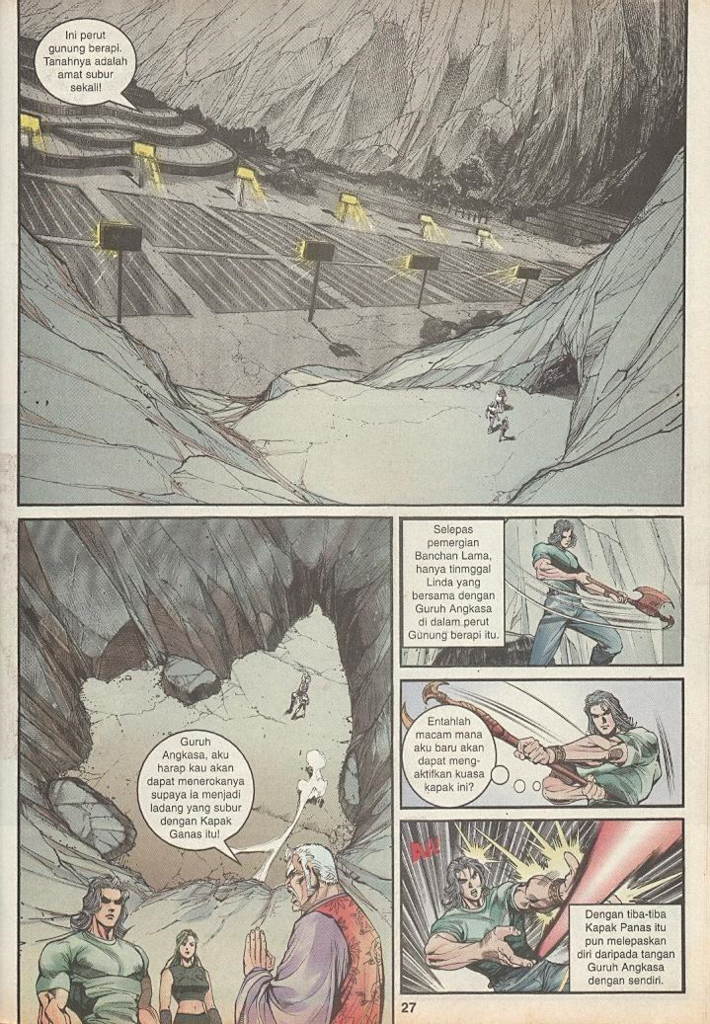 Ini perut
gunung berapi.
Tanahnya adalah
amat subur
sekali!
Guruh
Angkasa, aku
harap kau akan
dapat menerokanya
supaya ia menjadi
ladang yang subur
dengan Kapak
Ganas itu!
Selepas
pemergian
Banchan Lama,
hanya tinmggal
Linda yang
bersama dengan
Guruh Angkasa
di dalam perut
Gunung berapi itu.
Entahlah
macam mana
aku baru akan
dapat meng-
aktifkan kuasa
kapak ini?
Dengan tiba-tiba
Kapak Panas itu
pun melepaskan
diri daripada tangan
Guruh Angkasa
dengan sendiri.
27